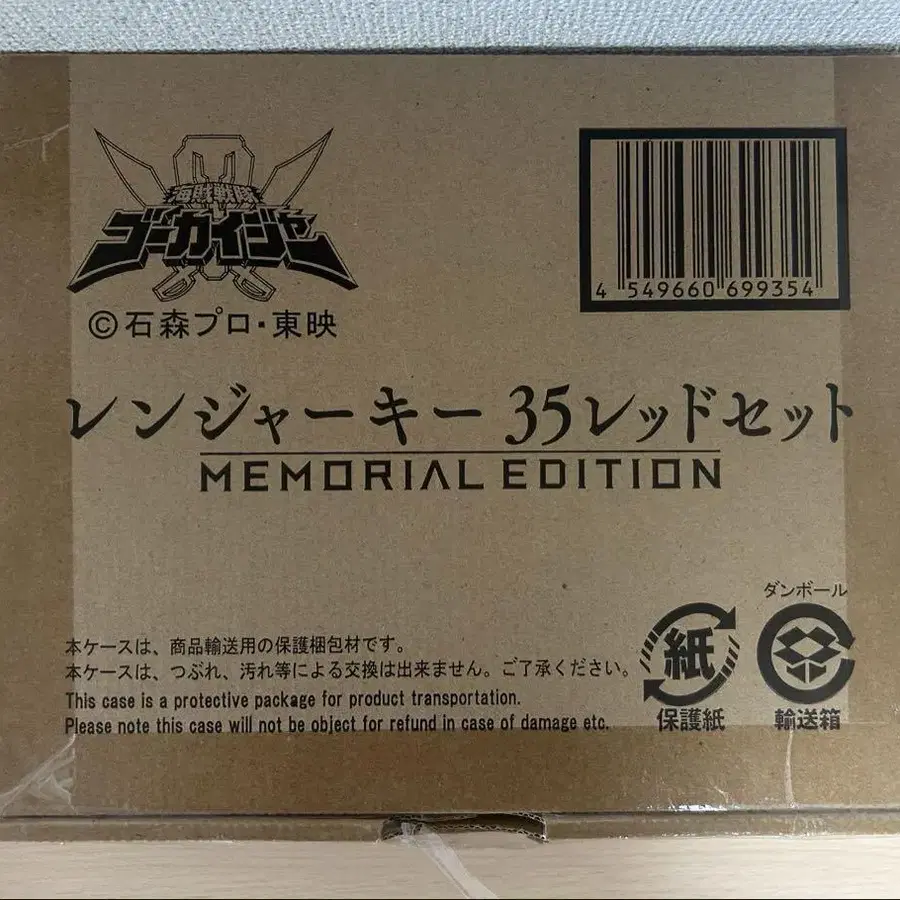 海賊戦隊
ゴーカイジャー
©石森プロ・東映
4 549660 699354
レンジャーキー 35レッドセット
MEMORIAL EDITION
ダンボール
紙
保護紙
輸送箱
本ケースは、商品輸送用の保護梱包材です。
本ケースは、つぶれ、汚れ等による交換は出来ません。ご了承ください。
This case is a protective package for product transportation.
Please note this case will not be object for refund in case of damage etc.